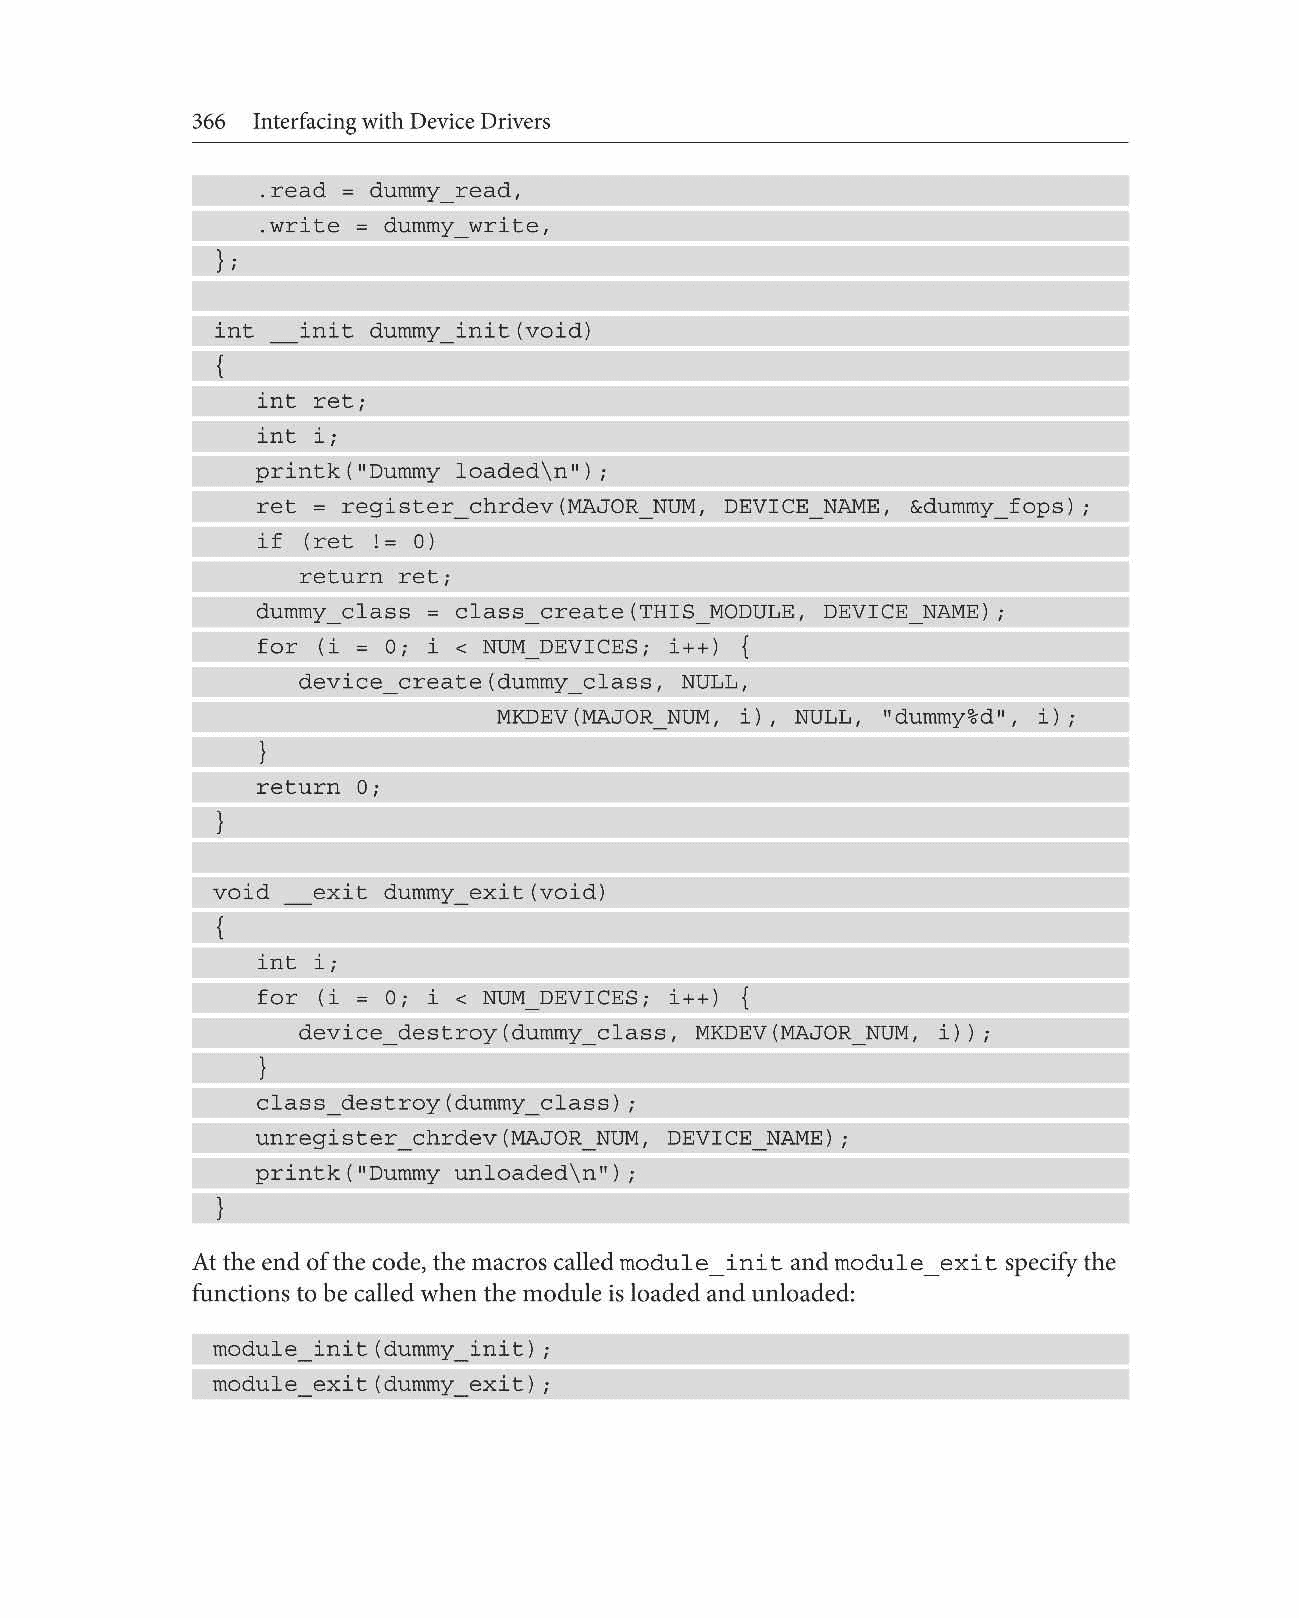 366 Interfacing with Device Drivers
   .read = dummy_read,
   .write = dummy_write,
};
int __init dummy_init(void)
{
   int ret;
   int i;
   printk("Dummy loaded\n");
   ret = register_chrdev(MAJOR_NUM, DEVICE_NAME, &dummy_fops);
   if (ret != 0)
      return ret;
   dummy_class = class_create(THIS_MODULE, DEVICE_NAME);
   for (i = 0; i < NUM_DEVICES; i++) {
      device_create(dummy_class, NULL,
                    MKDEV(MAJOR_NUM, i), NULL, "dummy%d", i);
   }
   return 0;
}
void __exit dummy_exit(void)
{
   int i;
   for (i = 0; i < NUM_DEVICES; i++) {
      device_destroy(dummy_class, MKDEV(MAJOR_NUM, i));
   }
   class_destroy(dummy_class);
   unregister_chrdev(MAJOR_NUM, DEVICE_NAME);
   printk("Dummy unloaded\n");
}
At the end of the code, the macros called module_init and module_exit specify the
functions to be called when the module is loaded and unloaded:
module_init(dummy_init);
module_exit(dummy_exit);